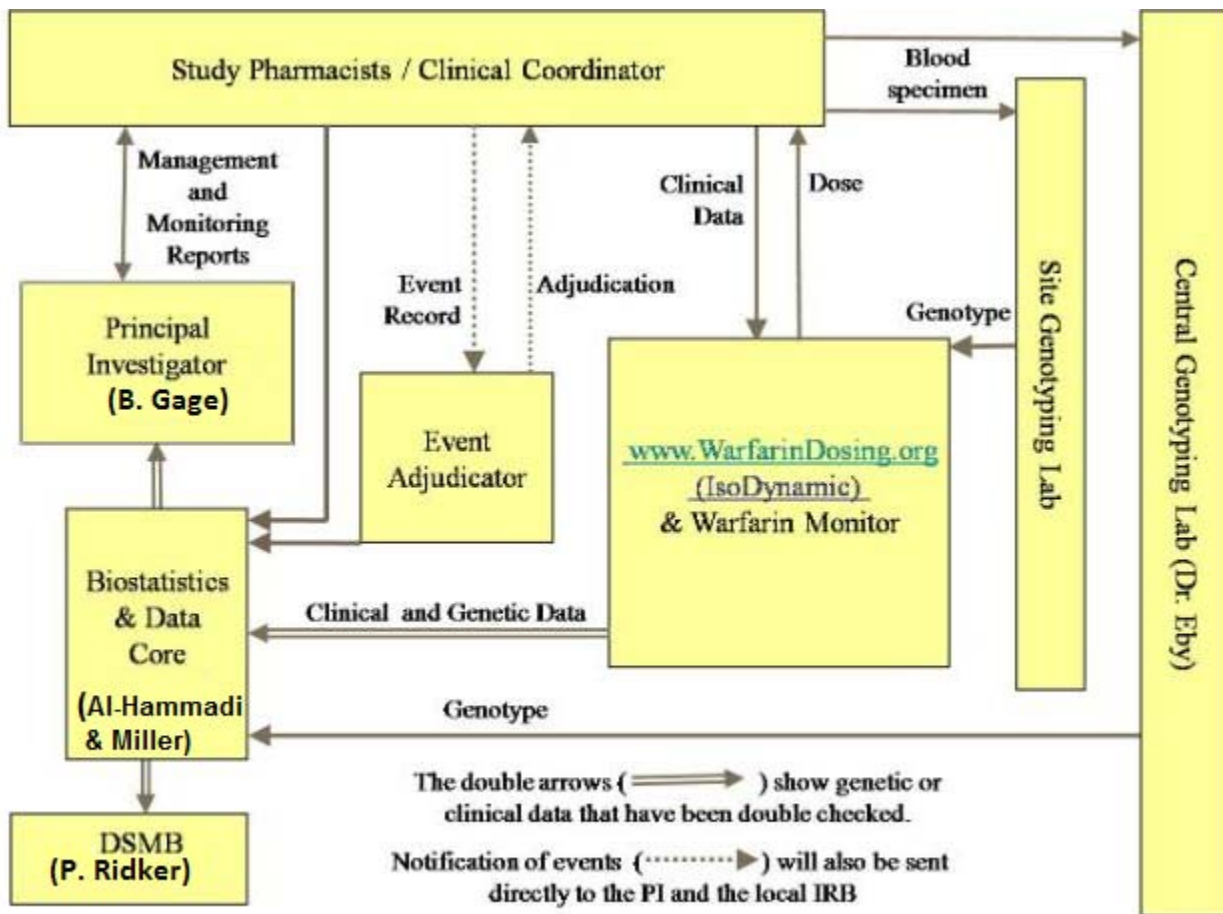 Study Pharmacists / Clinical Coordinator
Blood
specimen
Management
and
Monitoring
Reports
Clinical
Data
Dose
Event
Record
Adjudication
Genotype
Site Genotyping Lab
Central Genotyping Lab (Dr. Eby)
Principal
Investigator
(B. Gage)
Event
Adjudicator
www.WarfarinDosing.org
(IsoDynamic)
& Warfarin Monitor
Biostatistics
& Data
Core
(Al-Hammadi
& Miller)
Clinical and Genetic Data
Genotype
DSMB
(P. Ridker)
The double arrows ( ) show genetic or
clinical data that have been double checked.
Notification of events ( ) will also be sent
directly to the PI and the local IRB